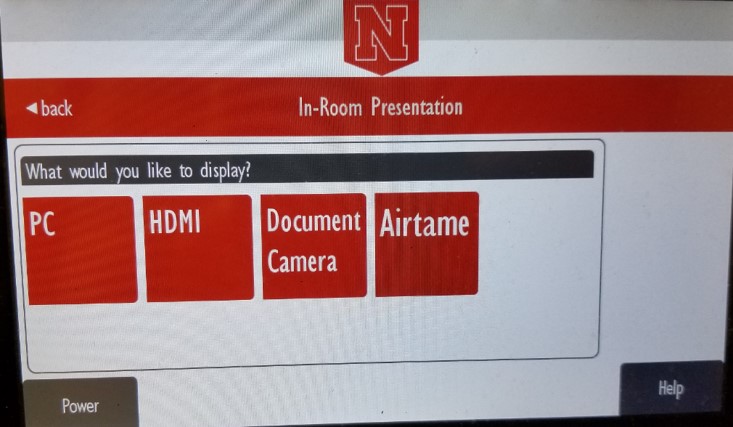 N
◄back
In-Room Presentation
What would you like to display?
PC
HDMI
Document
Camera
Airtame
Power
Help